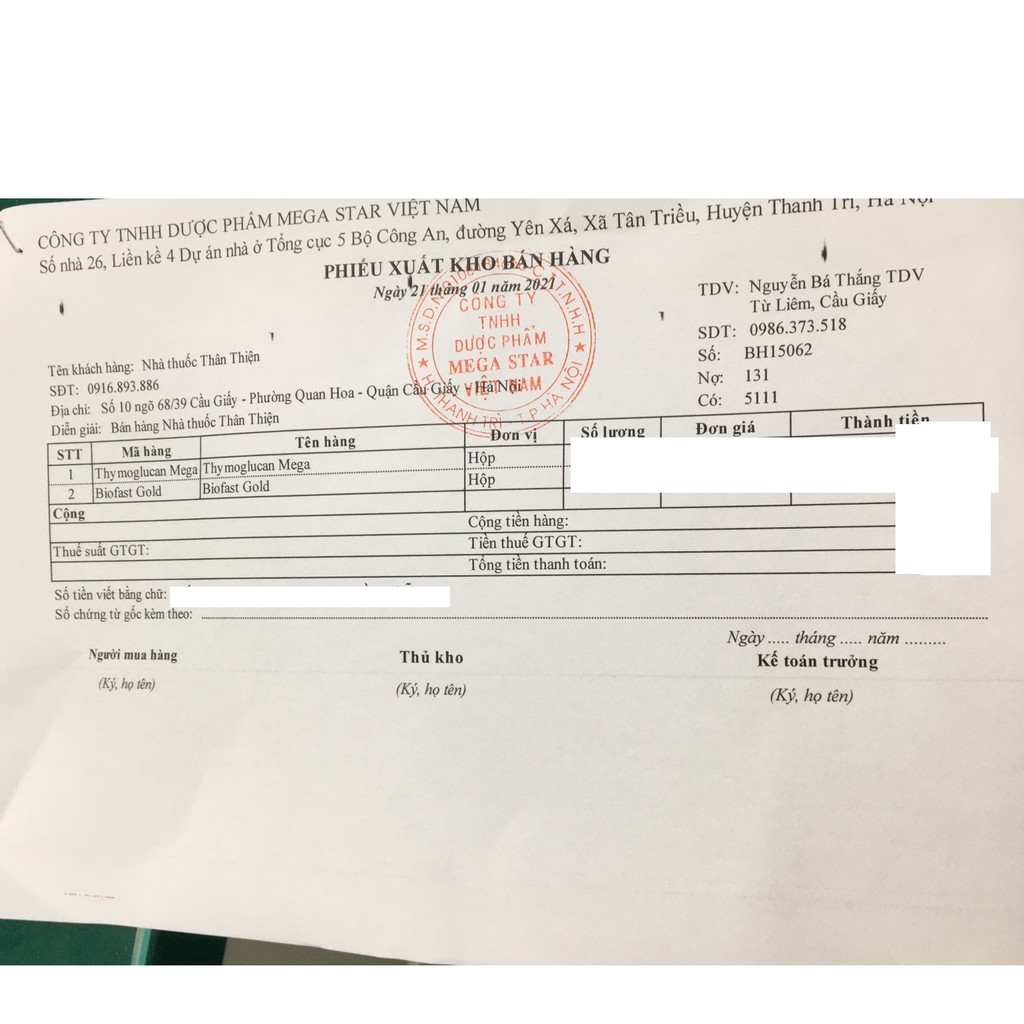 CÔNG TY TNHH DƯỢC PHẨM MEGA STAR VIỆT NAM
Số nhà 26, Liền kề 4 Dự án nhà ở Tổng cục 5 Bộ Công An, đường Yên Xá, Xã Tân Triều, Huyện Thanh Trì, Hà Nội
PHIẾU XUẤT KHO BÁN HÀNG
Ngày 21 tháng 01 năm 2021
TDV: Nguyễn Bá Thắng TDV
Từ Liêm, Cầu Giấy
SDT: 0986.373.518
Số: BH15062
Nợ: 131
Có: 5111
M.S.D.N C.T.T.N.H.H
CÔNG TY
TNHH
DƯỢC PHẨM
MEGA STAR
VIỆT NAM
H. THANH TRÌ - T.P HÀ NỘI
Tên khách hàng: Nhà thuốc Thân Thiện
SĐT: 0916.893.886
Địa chỉ: Số 10 ngõ 68/39 Cầu Giấy - Phường Quan Hoa - Quận Cầu Giấy - Hà Nội
Diễn giải: Bán hàng Nhà thuốc Thân Thiện
STT Mã hàng Tên hàng Đơn vị Số lượng Đơn giá Thành tiền
1 Thymoglucan Mega Thymoglucan Mega Hộp
2 Biofast Gold Biofast Gold Hộp
Cộng
Cộng tiền hàng:
Thuế suất GTGT: Tiền thuế GTGT:
Tổng tiền thanh toán:
Số tiền viết bằng chữ:
Số chứng từ gốc kèm theo:
Ngày ..... tháng ..... năm .........
Người mua hàng Thủ kho Kế toán trưởng
(Ký, họ tên) (Ký, họ tên) (Ký, họ tên)